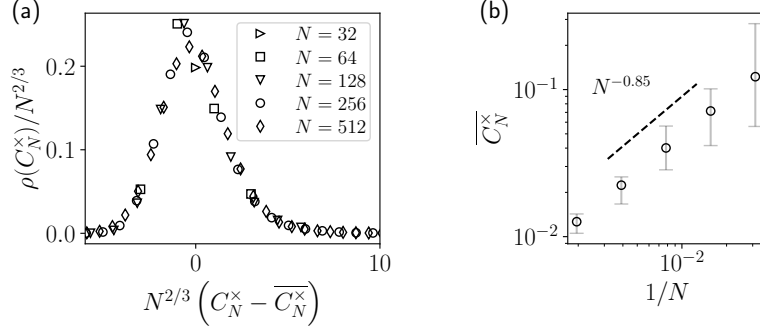 (a)
ρ(C_N^×)/N^{2/3}
0.2
0.1
0.0
0
10
N^{2/3} (C_N^× − \overline{C_N^×})
N = 32
N = 64
N = 128
N = 256
N = 512
(b)
\overline{C_N^×}
10^{−1}
10^{−2}
N^{−0.85}
10^{−2}
1/N